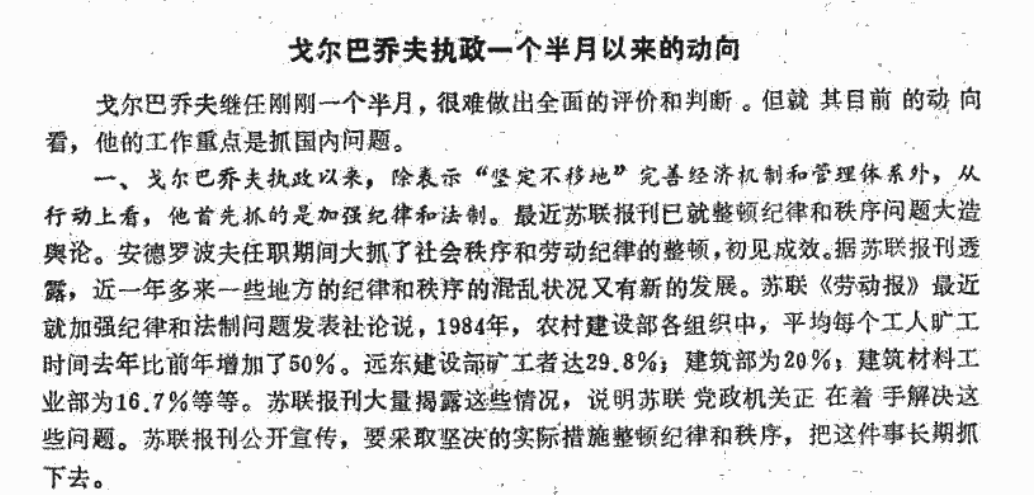 戈尔巴乔夫执政一个半月以来的动向
戈尔巴乔夫继任刚刚一个半月，很难做出全面的评价和判断。但就其目前的动向
看，他的工作重点是抓国内问题。
一、戈尔巴乔夫执政以来，除表示“坚定不移地”完善经济机制和管理体系外，从
行动上看，他首先抓的是加强纪律和法制。最近苏联报刊已就整顿纪律和秩序问题大造
舆论。安德罗波夫任职期间大抓了社会秩序和劳动纪律的整顿，初见成效。据苏联报刊透
露，近一年多来一些地方的纪律和秩序的混乱状况又有新的发展。苏联《劳动报》最近
就加强纪律和法制问题发表社论说，1984年，农村建设部各组织中，平均每个工人旷工
时间去年比前年增加了50%。远东建设部旷工者达29.8%；建筑部为20%；建筑材料工
业部为16.7%等等。苏联报刊大量揭露这些情况，说明苏联党政机关正在着手解决这
些问题。苏联报刊公开宣传，要采取坚决的实际措施整顿纪律和秩序，把这件事长期抓
下去。